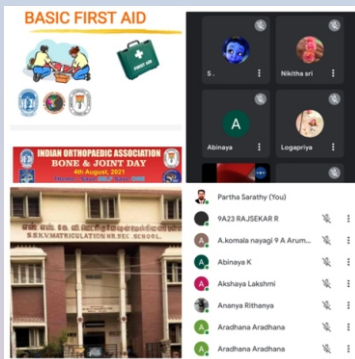 BASIC FIRST AID
FIRST AID
INDIAN ORTHOPAEDIC ASSOCIATION
BONE & JOINT DAY
4th August, 2021
S .
Nikitha sri
A
Abinaya
Logapriya
S.S.K.V.MATRICULATION HR.SEC.SCHOOL.
Partha Sarathy (You)
9A23 RAJSEKAR R
A.komala nayagi 9 A Arum...
Abinaya K
Akshaya Lakshmi
Ananya Rithanya
Aradhana Aradhana
Aradhana Aradhana